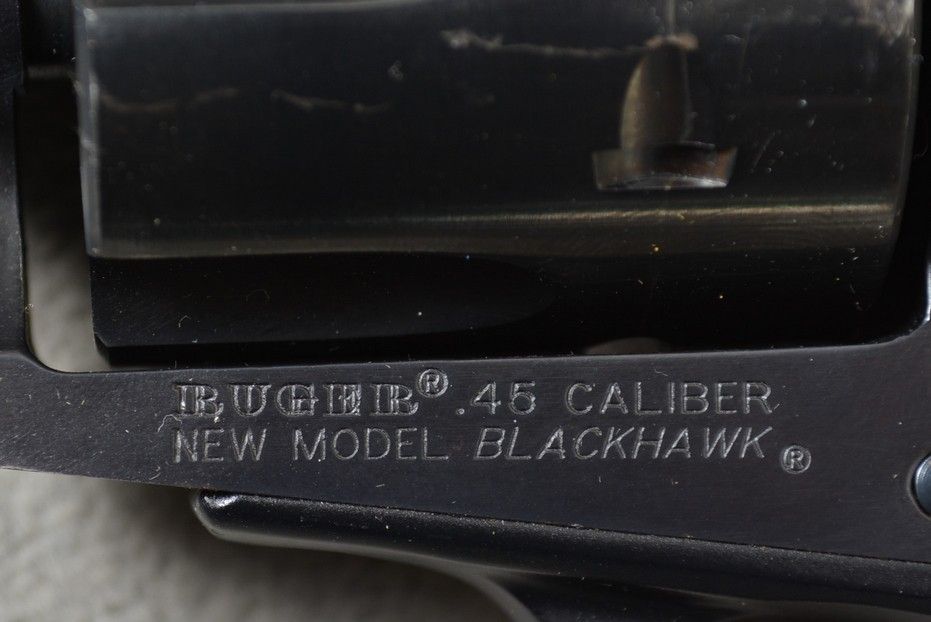 RUGER® .45 CALIBER
NEW MODEL BLACKHAWK ®